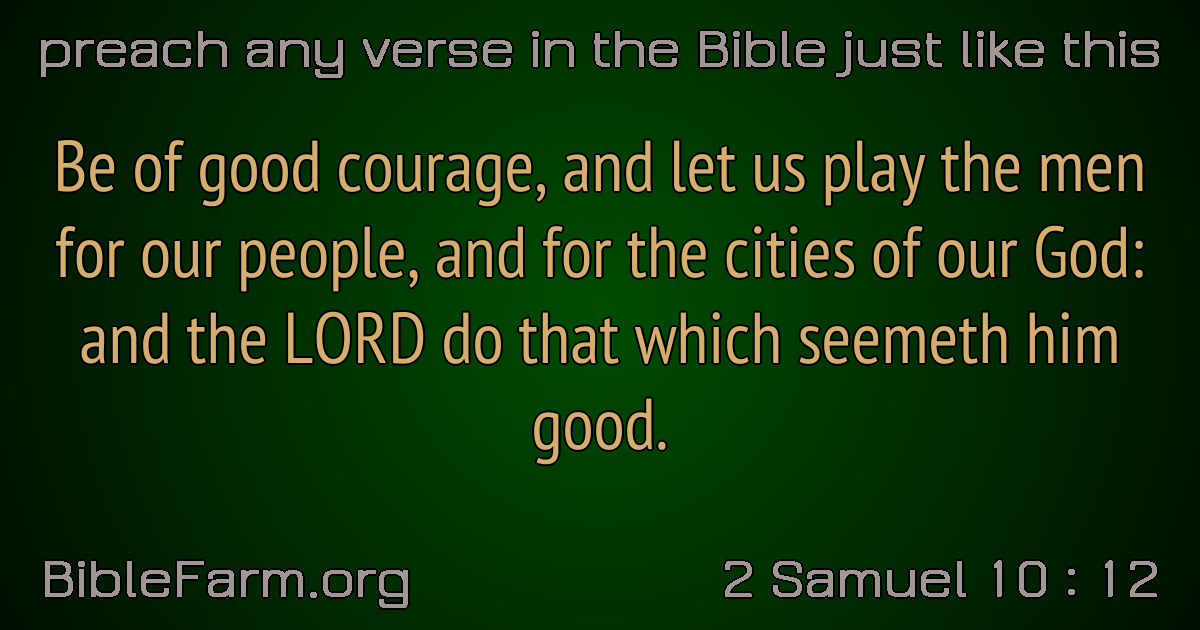 preach any verse in the Bible just like this
Be of good courage, and let us play the men
for our people, and for the cities of our God:
and the LORD do that which seemeth him
good.
BibleFarm.org
2 Samuel 10 : 12